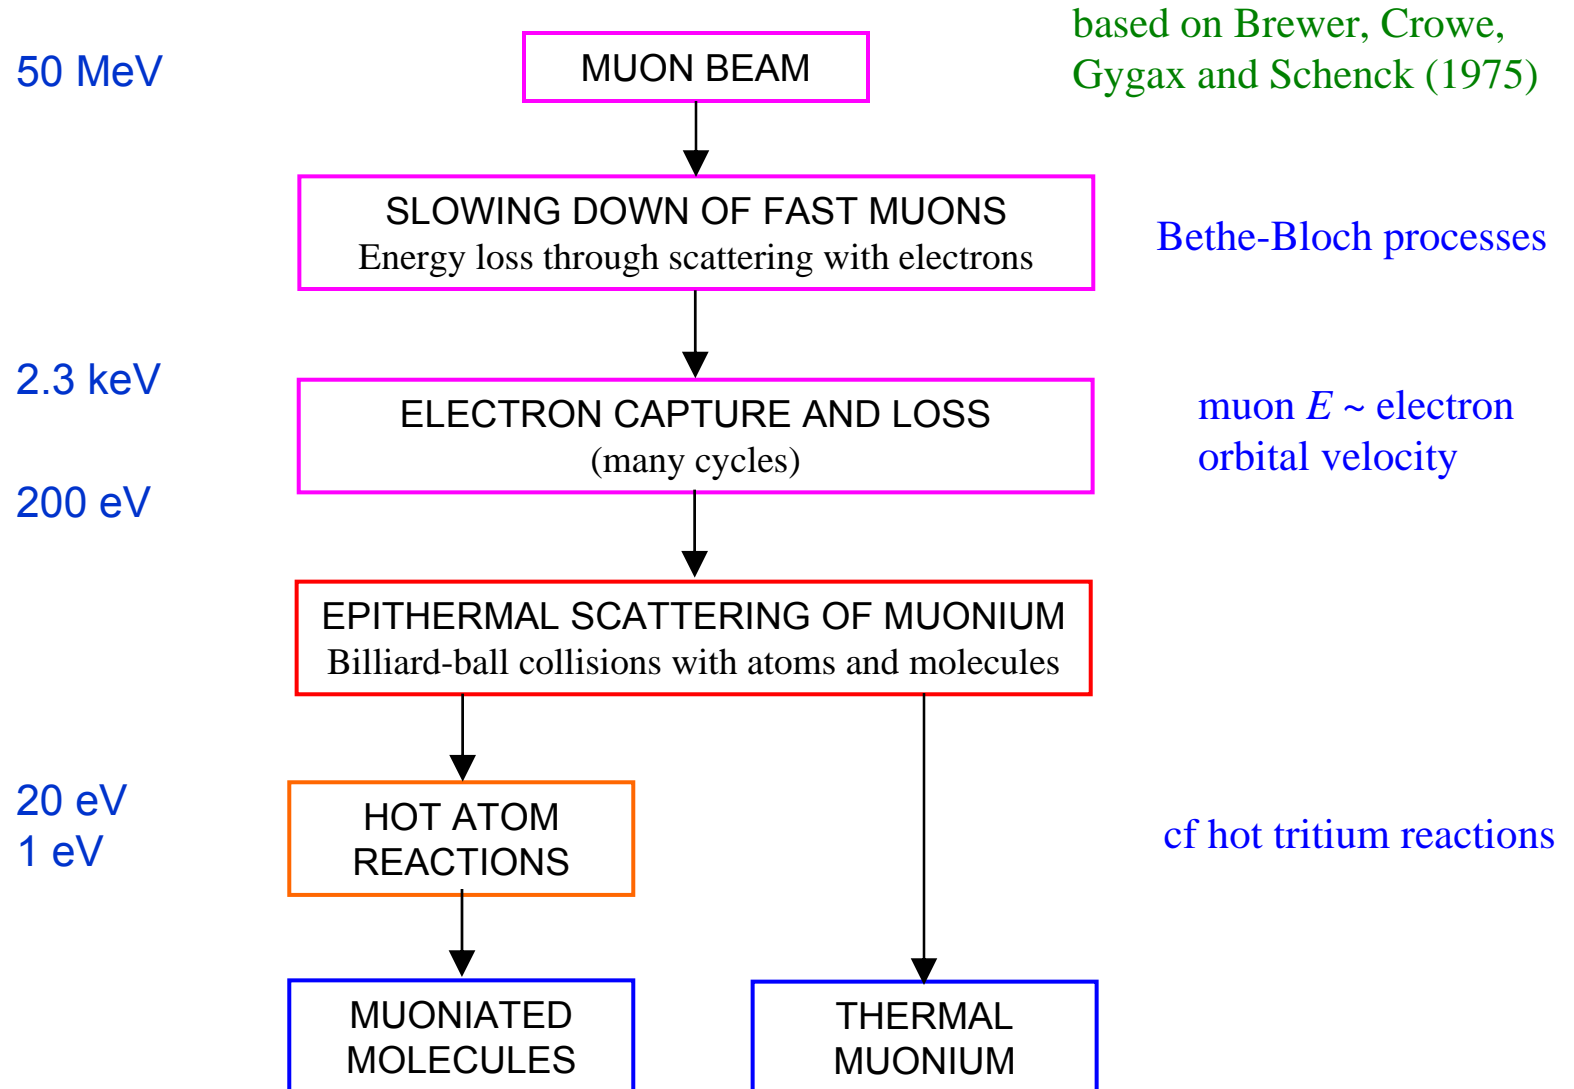 based on Brewer, Crowe,
Gygax and Schenck (1975)
50 MeV
MUON BEAM
SLOWING DOWN OF FAST MUONS
Energy loss through scattering with electrons
Bethe-Bloch processes
2.3 keV
ELECTRON CAPTURE AND LOSS
(many cycles)
muon E ~ electron
orbital velocity
200 eV
EPITHERMAL SCATTERING OF MUONIUM
Billiard-ball collisions with atoms and molecules
20 eV
1 eV
HOT ATOM
REACTIONS
cf hot tritium reactions
MUONIATED
MOLECULES
THERMAL
MUONIUM